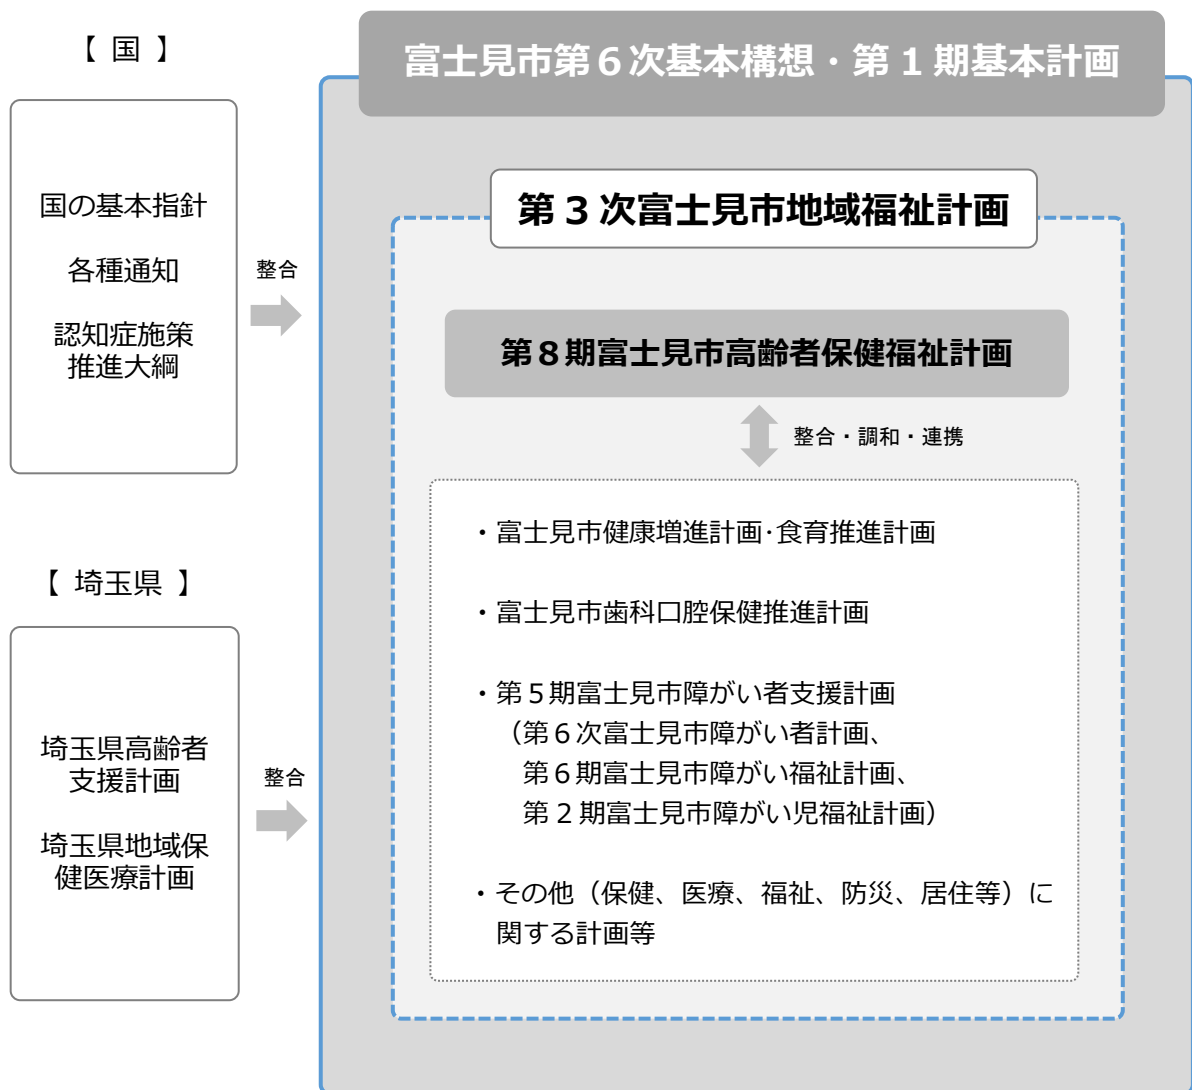 【 国 】
国の基本指針
各種通知
認知症施策
推進大綱
整合
【 埼玉県 】
埼玉県高齢者
支援計画
埼玉県地域保
健医療計画
整合
富士見市第６次基本構想・第１期基本計画
第３次富士見市地域福祉計画
第８期富士見市高齢者保健福祉計画
整合・調和・連携
・富士見市健康増進計画･食育推進計画
・富士見市歯科口腔保健推進計画
・第５期富士見市障がい者支援計画
（第６次富士見市障がい者計画、
第６期富士見市障がい福祉計画、
第２期富士見市障がい児福祉計画）
・その他（保健、医療、福祉、防災、居住等）に
関する計画等